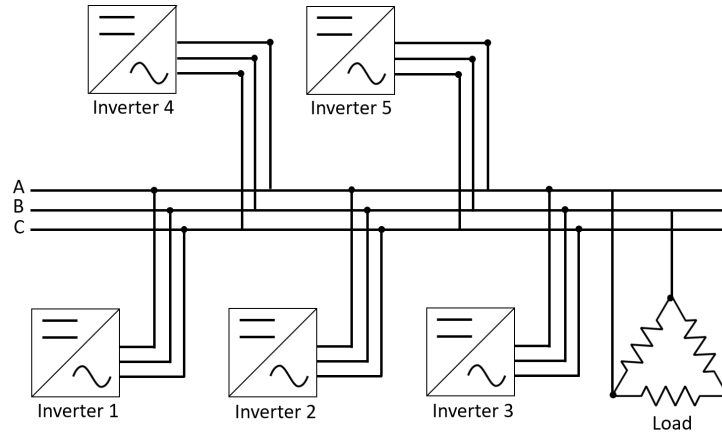 Inverter 4
Inverter 5
A
B
C
Inverter 1
Inverter 2
Inverter 3
Load